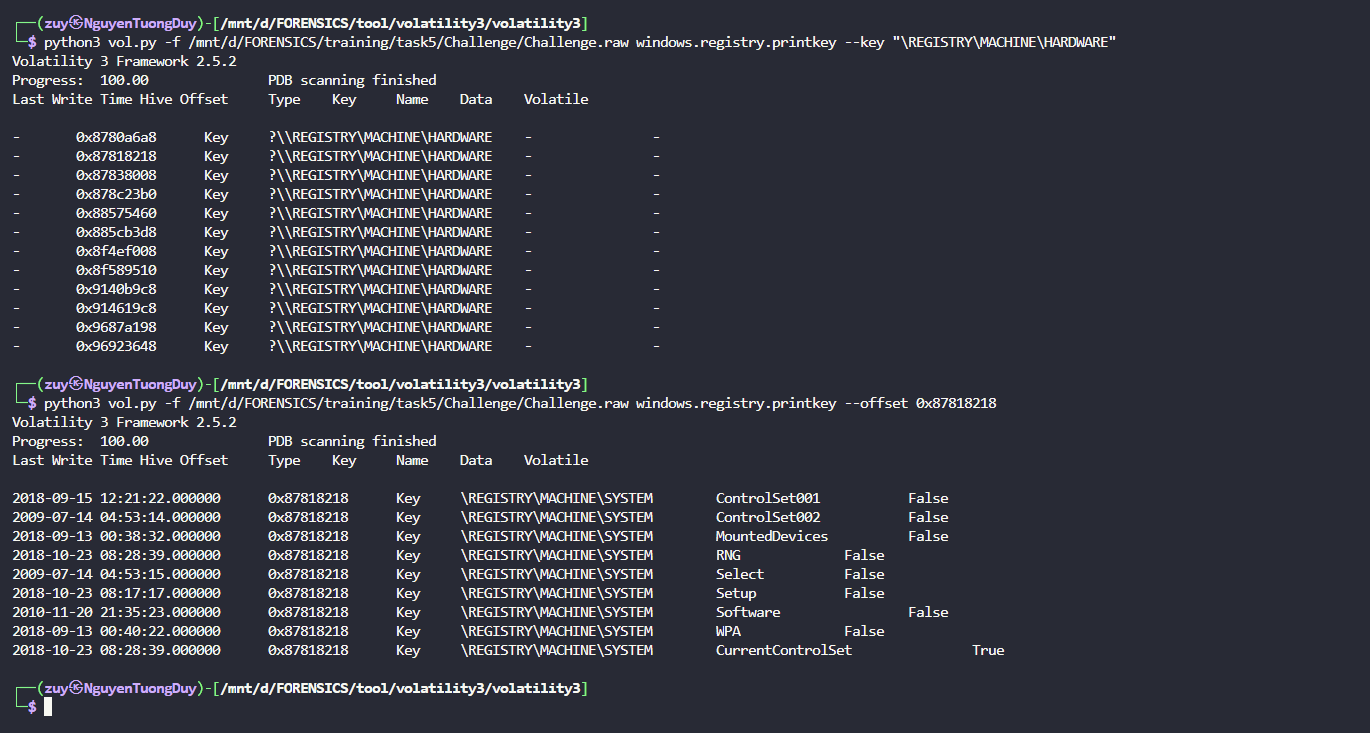 ┌──(zuy㉿NguyenTuongDuy)-[/mnt/d/FORENSICS/tool/volatility3/volatility3]
└─$ python3 vol.py -f /mnt/d/FORENSICS/training/task5/Challenge/Challenge.raw windows.registry.printkey --key "\REGISTRY\MACHINE\HARDWARE"
Volatility 3 Framework 2.5.2
Progress:  100.00               PDB scanning finished
Last Write Time Hive Offset     Type    Key     Name    Data    Volatile
-       0x8780a6a8      Key     ?\\REGISTRY\MACHINE\HARDWARE    -               -
-       0x87818218      Key     ?\\REGISTRY\MACHINE\HARDWARE    -               -
-       0x87838008      Key     ?\\REGISTRY\MACHINE\HARDWARE    -               -
-       0x878c23b0      Key     ?\\REGISTRY\MACHINE\HARDWARE    -               -
-       0x88575460      Key     ?\\REGISTRY\MACHINE\HARDWARE    -               -
-       0x885cb3d8      Key     ?\\REGISTRY\MACHINE\HARDWARE    -               -
-       0x8f4ef008      Key     ?\\REGISTRY\MACHINE\HARDWARE    -               -
-       0x8f589510      Key     ?\\REGISTRY\MACHINE\HARDWARE    -               -
-       0x9140b9c8      Key     ?\\REGISTRY\MACHINE\HARDWARE    -               -
-       0x914619c8      Key     ?\\REGISTRY\MACHINE\HARDWARE    -               -
-       0x9687a198      Key     ?\\REGISTRY\MACHINE\HARDWARE    -               -
-       0x96923648      Key     ?\\REGISTRY\MACHINE\HARDWARE    -               -
┌──(zuy㉿NguyenTuongDuy)-[/mnt/d/FORENSICS/tool/volatility3/volatility3]
└─$ python3 vol.py -f /mnt/d/FORENSICS/training/task5/Challenge/Challenge.raw windows.registry.printkey --offset 0x87818218
Volatility 3 Framework 2.5.2
Progress:  100.00               PDB scanning finished
Last Write Time Hive Offset     Type    Key     Name    Data    Volatile
2018-09-15 12:21:22.000000      0x87818218      Key     \REGISTRY\MACHINE\SYSTEM        ControlSet001           False
2009-07-14 04:53:14.000000      0x87818218      Key     \REGISTRY\MACHINE\SYSTEM        ControlSet002           False
2018-09-13 00:38:32.000000      0x87818218      Key     \REGISTRY\MACHINE\SYSTEM        MountedDevices          False
2018-10-23 08:28:39.000000      0x87818218      Key     \REGISTRY\MACHINE\SYSTEM        RNG             False
2009-07-14 04:53:15.000000      0x87818218      Key     \REGISTRY\MACHINE\SYSTEM        Select          False
2018-10-23 08:17:17.000000      0x87818218      Key     \REGISTRY\MACHINE\SYSTEM        Setup           False
2010-11-20 21:35:23.000000      0x87818218      Key     \REGISTRY\MACHINE\SYSTEM        Software                False
2018-09-13 00:40:22.000000      0x87818218      Key     \REGISTRY\MACHINE\SYSTEM        WPA             False
2018-10-23 08:28:39.000000      0x87818218      Key     \REGISTRY\MACHINE\SYSTEM        CurrentControlSet               True
┌──(zuy㉿NguyenTuongDuy)-[/mnt/d/FORENSICS/tool/volatility3/volatility3]
└─$